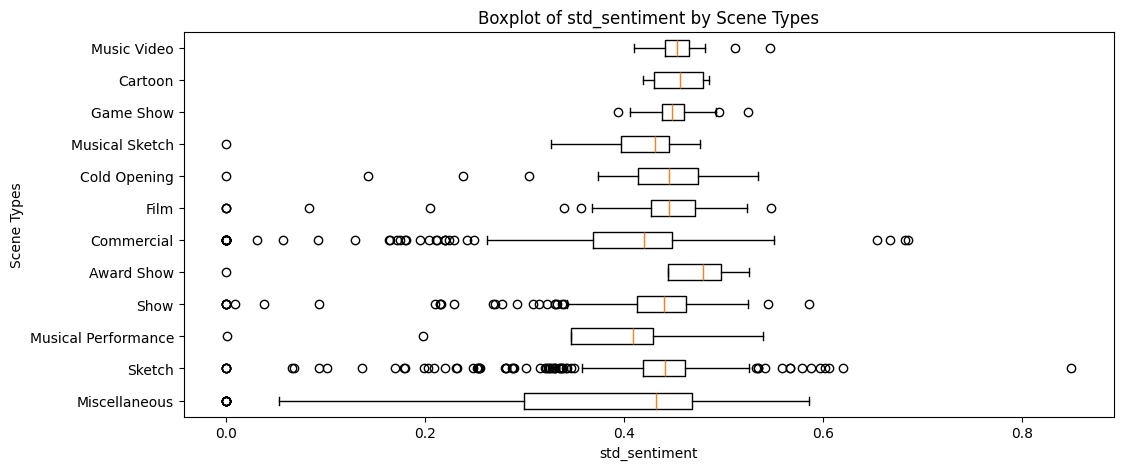 Boxplot of std_sentiment by Scene Types
Music Video
Cartoon
Game Show
Musical Sketch
Cold Opening
Film
Commercial
Award Show
Show
Musical Performance
Sketch
Miscellaneous
Scene Types
0.0 0.2 0.4 0.6 0.8
std_sentiment